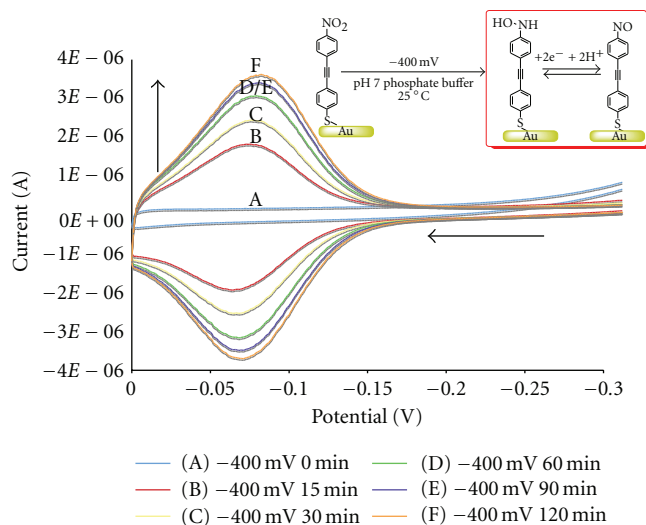 NO₂
HO
NH
NO
−400 mV
pH 7 phosphate buffer
25 °C
+2e⁻ +2H⁺
S
Au
S
Au
S
Au
4E − 06
3E − 06
2E − 06
1E − 06
0E + 00
−1E − 06
−2E − 06
−3E − 06
−4E − 06
Current (A)
F
D/E
C
B
A
0
−0.05
−0.1
−0.15
−0.2
−0.25
−0.3
Potential (V)
(A) −400 mV 0 min
(B) −400 mV 15 min
(C) −400 mV 30 min
(D) −400 mV 60 min
(E) −400 mV 90 min
(F) −400 mV 120 min